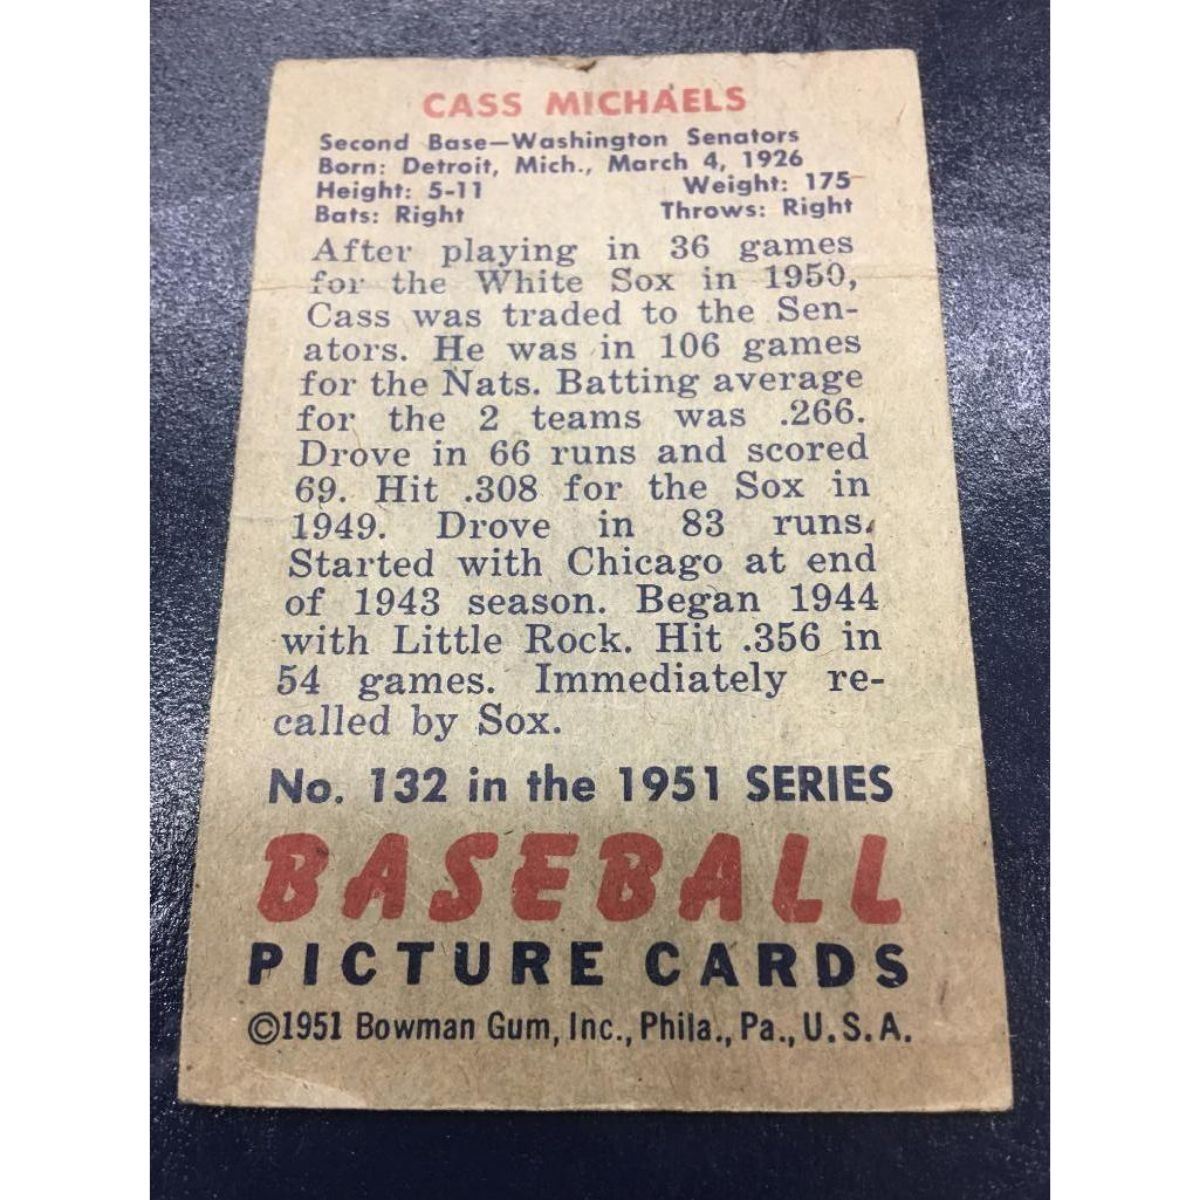 CASS MICHAELS
Second Base—Washington Senators
Born: Detroit, Mich., March 4, 1926
Height: 5-11 Weight: 175
Bats: Right Throws: Right
After playing in 36 games
for the White Sox in 1950,
Cass was traded to the Sen-
ators. He was in 106 games
for the Nats. Batting average
for the 2 teams was .266.
Drove in 66 runs and scored
69. Hit .308 for the Sox in
1949. Drove in 83 runs.
Started with Chicago at end
of 1943 season. Began 1944
with Little Rock. Hit .356 in
54 games. Immediately re-
called by Sox.
No. 132 in the 1951 SERIES
BASEBALL
PICTURE CARDS
©1951 Bowman Gum, Inc., Phila., Pa., U.S.A.